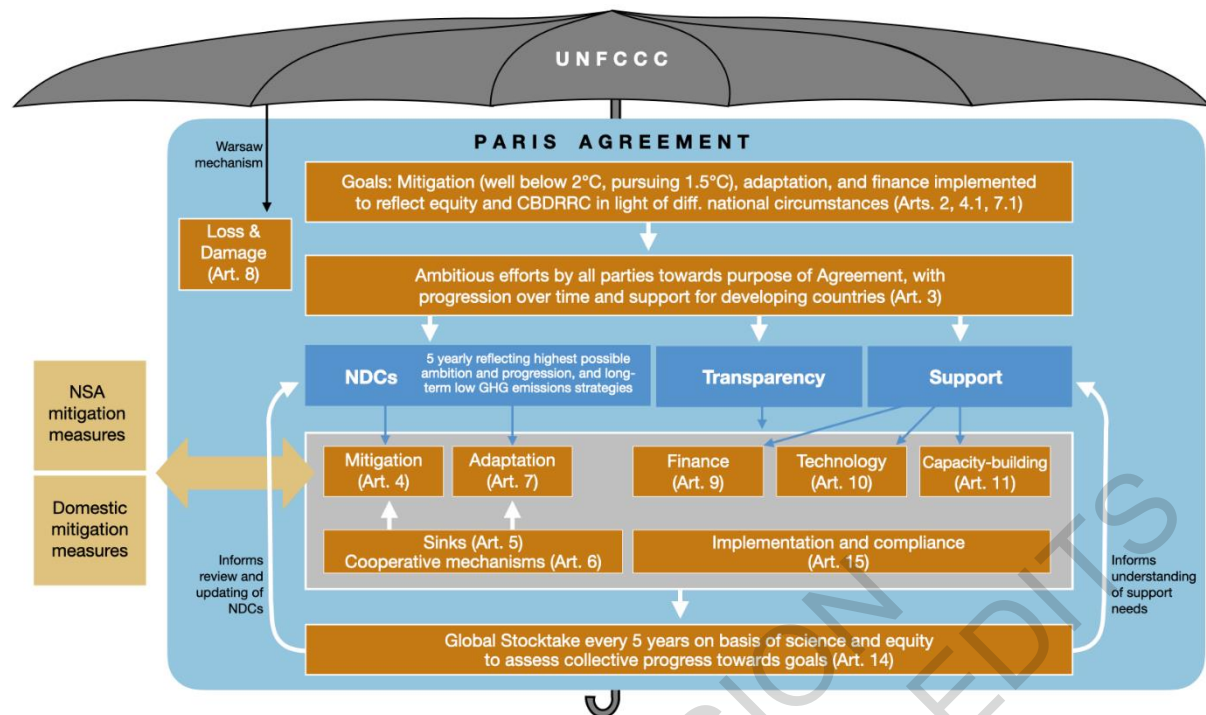 UNFCCC
PARIS AGREEMENT
Warsaw
mechanism
Goals: Mitigation (well below 2°C, pursuing 1.5°C), adaptation, and finance implemented
to reflect equity and CBDRRC in light of diff. national circumstances (Arts. 2, 4.1, 7.1)
Loss &
Damage
(Art. 8)
Ambitious efforts by all parties towards purpose of Agreement, with
progression over time and support for developing countries (Art. 3)
NDCs
5 yearly reflecting highest possible
ambition and progression, and long-
term low GHG emissions strategies
Transparency
Support
NSA
mitigation
measures
Domestic
mitigation
measures
Mitigation
(Art. 4)
Adaptation
(Art. 7)
Finance
(Art. 9)
Technology
(Art. 10)
Capacity-building
(Art. 11)
Sinks (Art. 5)
Cooperative mechanisms (Art. 6)
Implementation and compliance
(Art. 15)
Informs
review and
updating of
NDCs
Informs
understanding
of support
needs
Global Stocktake every 5 years on basis of science and equity
to assess collective progress towards goals (Art. 14)
SION
EDITS